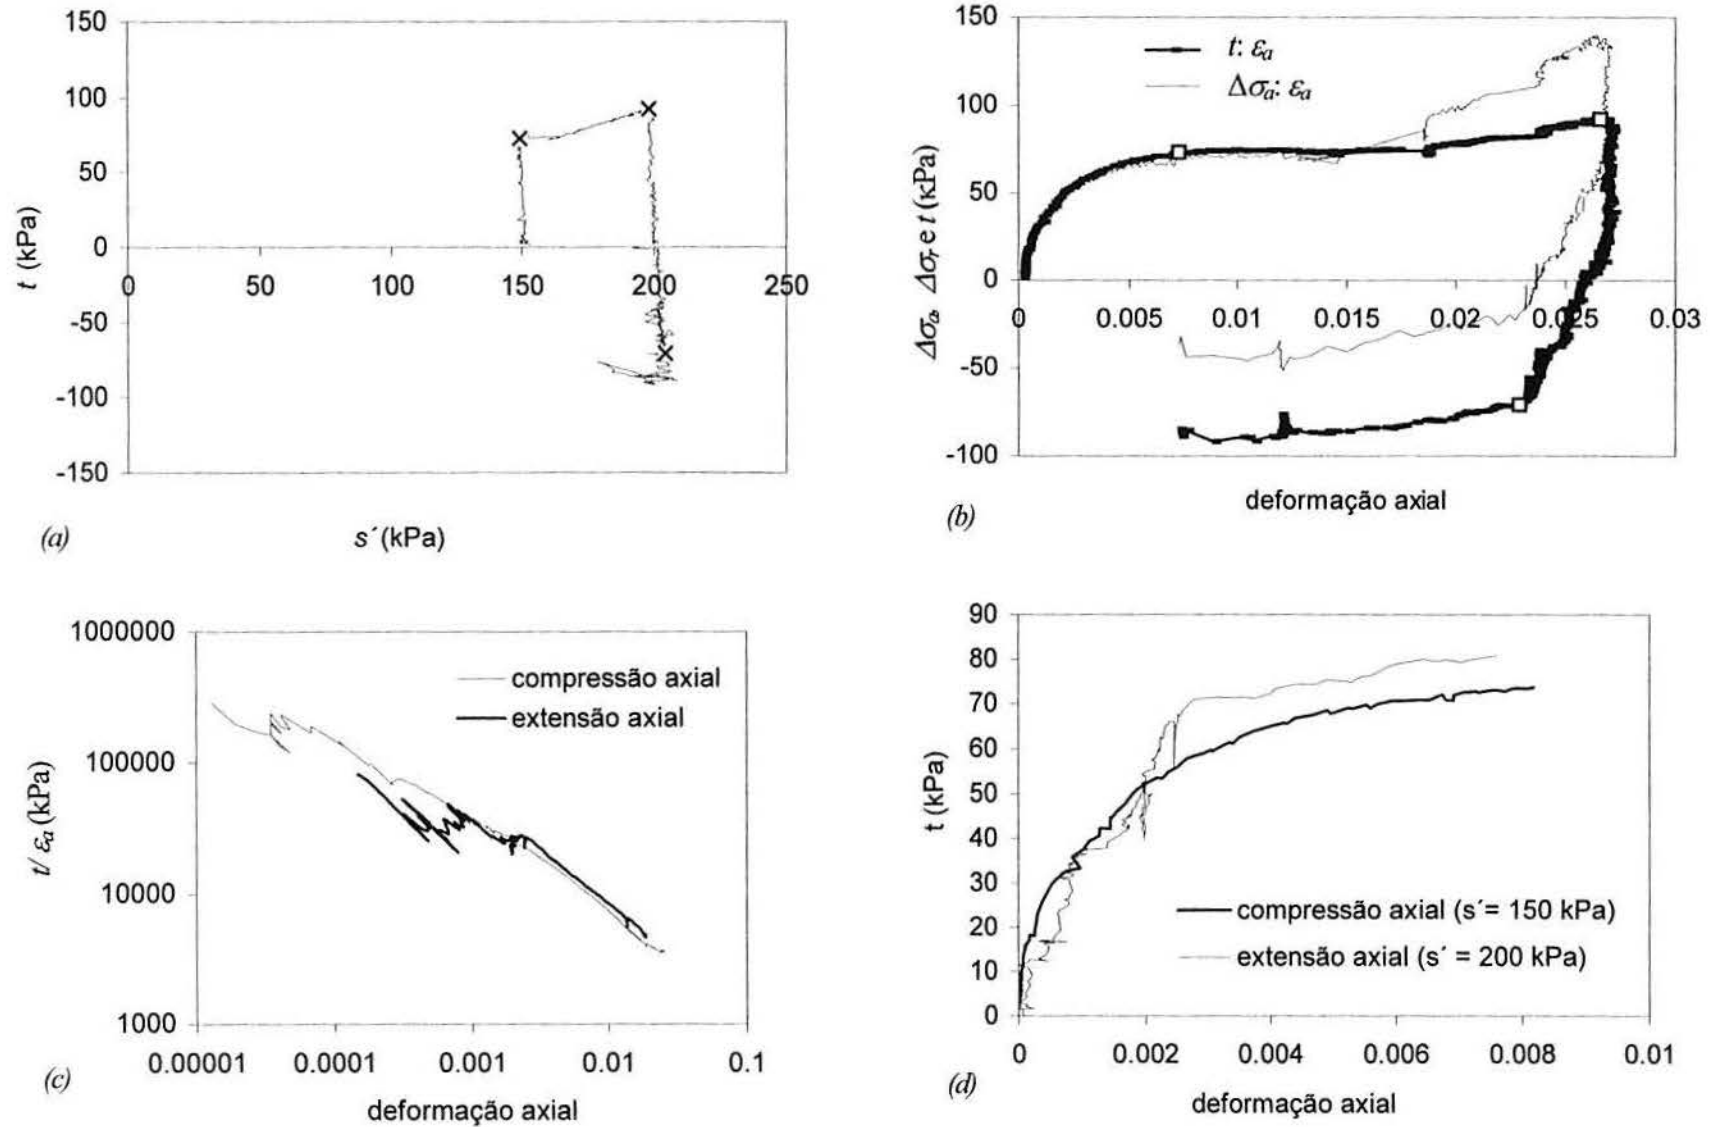 150
100
50
0
-50
-100
-150
0
50
100
150
200
250
t (kPa)
s´ (kPa)
(a)
150
100
50
0
-50
-100
0
0.005
0.01
0.015
0.02
0.025
0.03
t: εa
Δσa: εa
Δσa, Δσr e t (кPa)
deformação axial
(b)
1000000
100000
10000
1000
0.00001
0.0001
0.001
0.01
0.1
compressão axial
extensão axial
t/ εa (kPa)
deformação axial
(c)
90
80
70
60
50
40
30
20
10
0
0
0.002
0.004
0.006
0.008
0.01
compressão axial (s´= 150 kPa)
extensão axial (s´ = 200 kPa)
t (kPa)
deformação axial
(d)